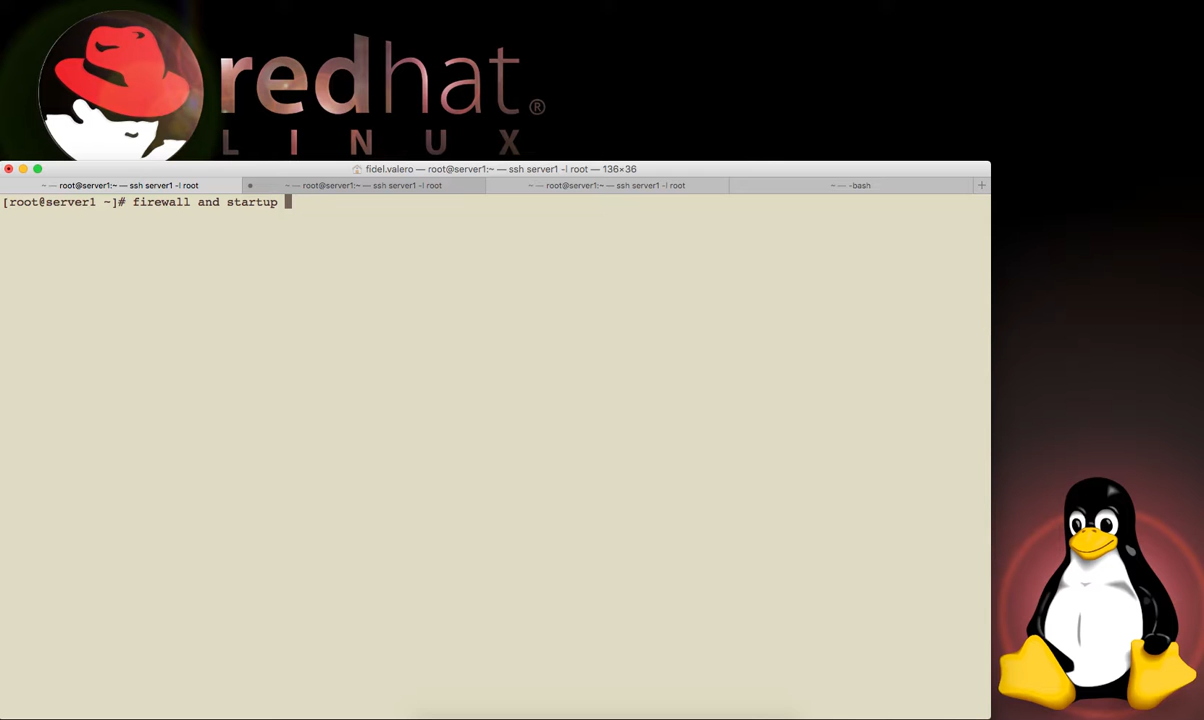 redhat®
LINUX
fidel.valero — root@server1:~ — ssh server1 -l root — 136×36
~ — root@server1:~ — ssh server1 -l root
~ — root@server1:~ — ssh server1 -l root
~ — root@server1:~ — ssh server1 -l root
~ — -bash
+
[root@server1 ~]# firewall and startup